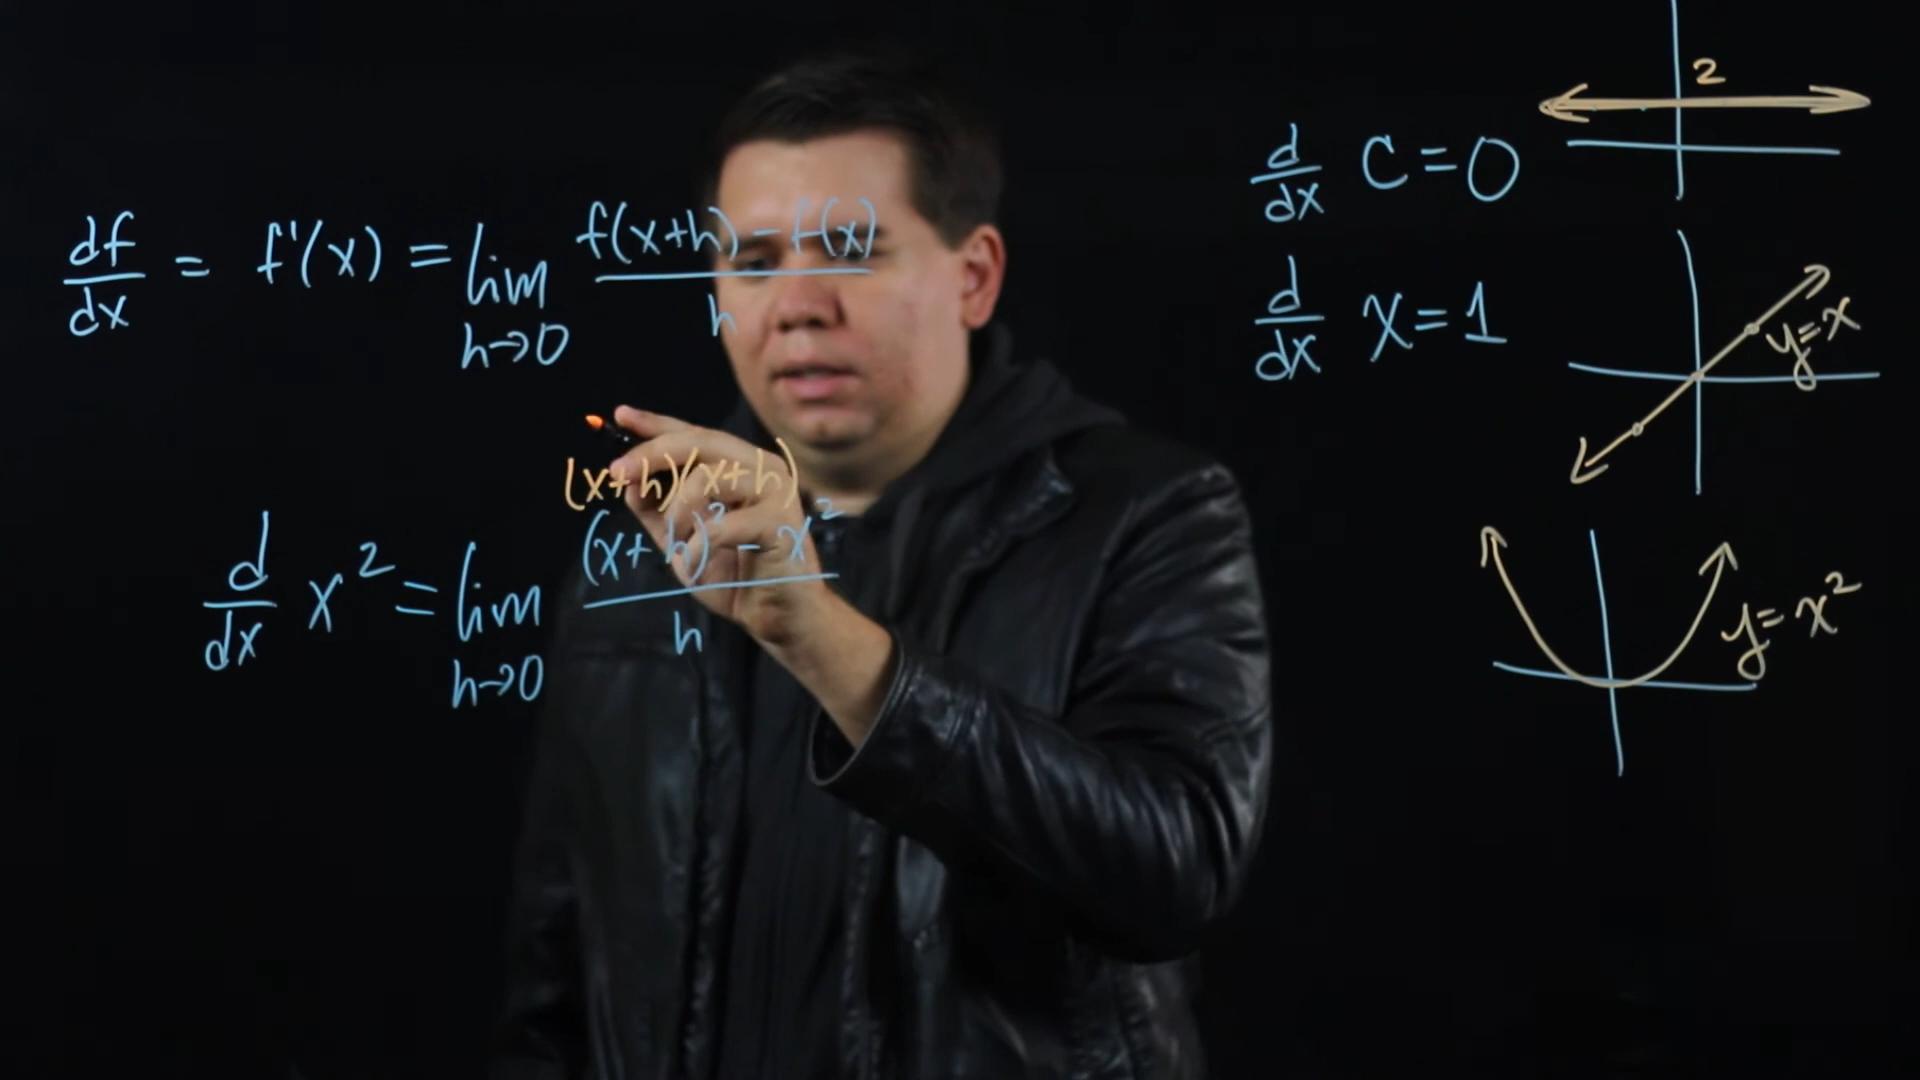 df/dx = f'(x) = lim h→0 (f(x+h) - f(x))/h
(x+h)(x+h)
d/dx x² = lim h→0 ((x+h)² - x²)/h
2
d/dx C = 0
d/dx x = 1
y=x
y=x²